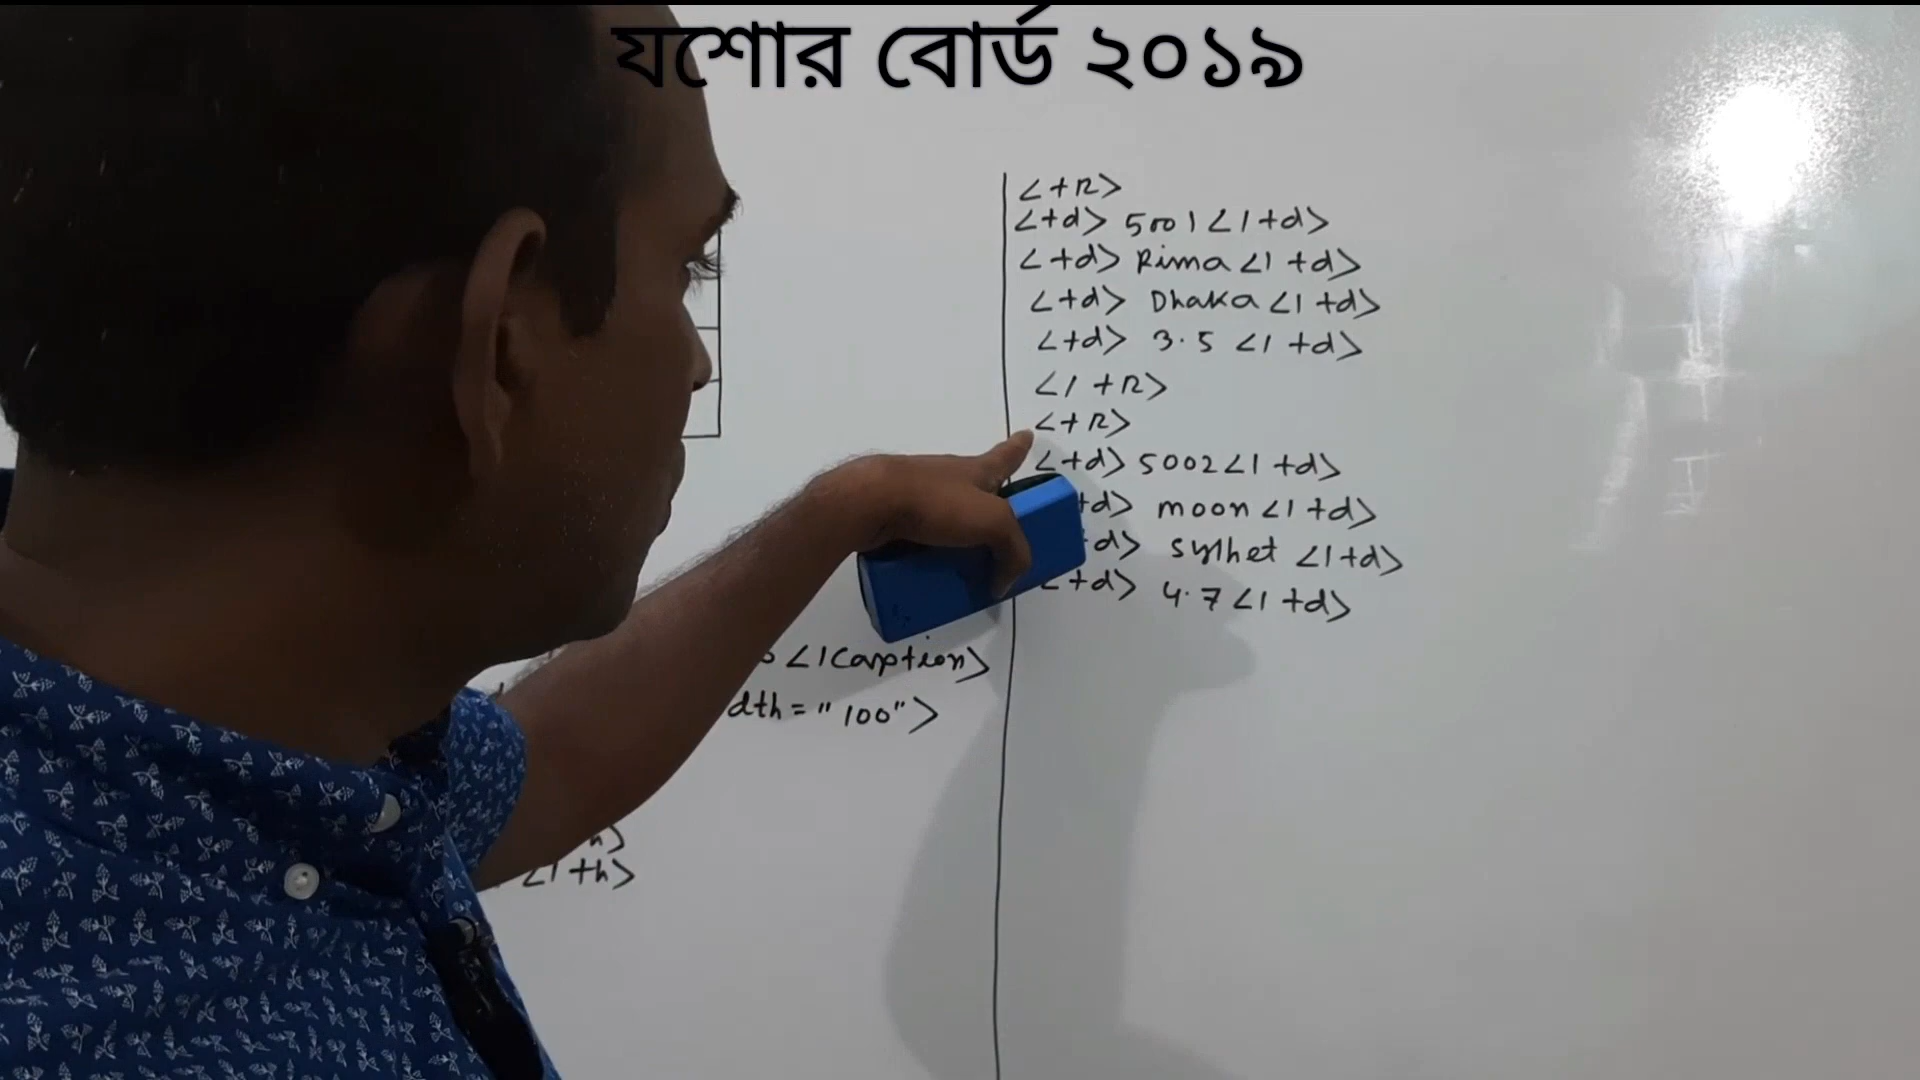 যশোর বোর্ড ২০১৯
</caption>
dth="100">
</th>
<tr>
<td> 5001</td>
<td> Rima </td>
<td> Dhaka </td>
<td> 3.5 </td>
</tr>
<tr>
<td> 5002</td>
td> moon </td>
d> sylhet </td>
<td> 4.7 </td>